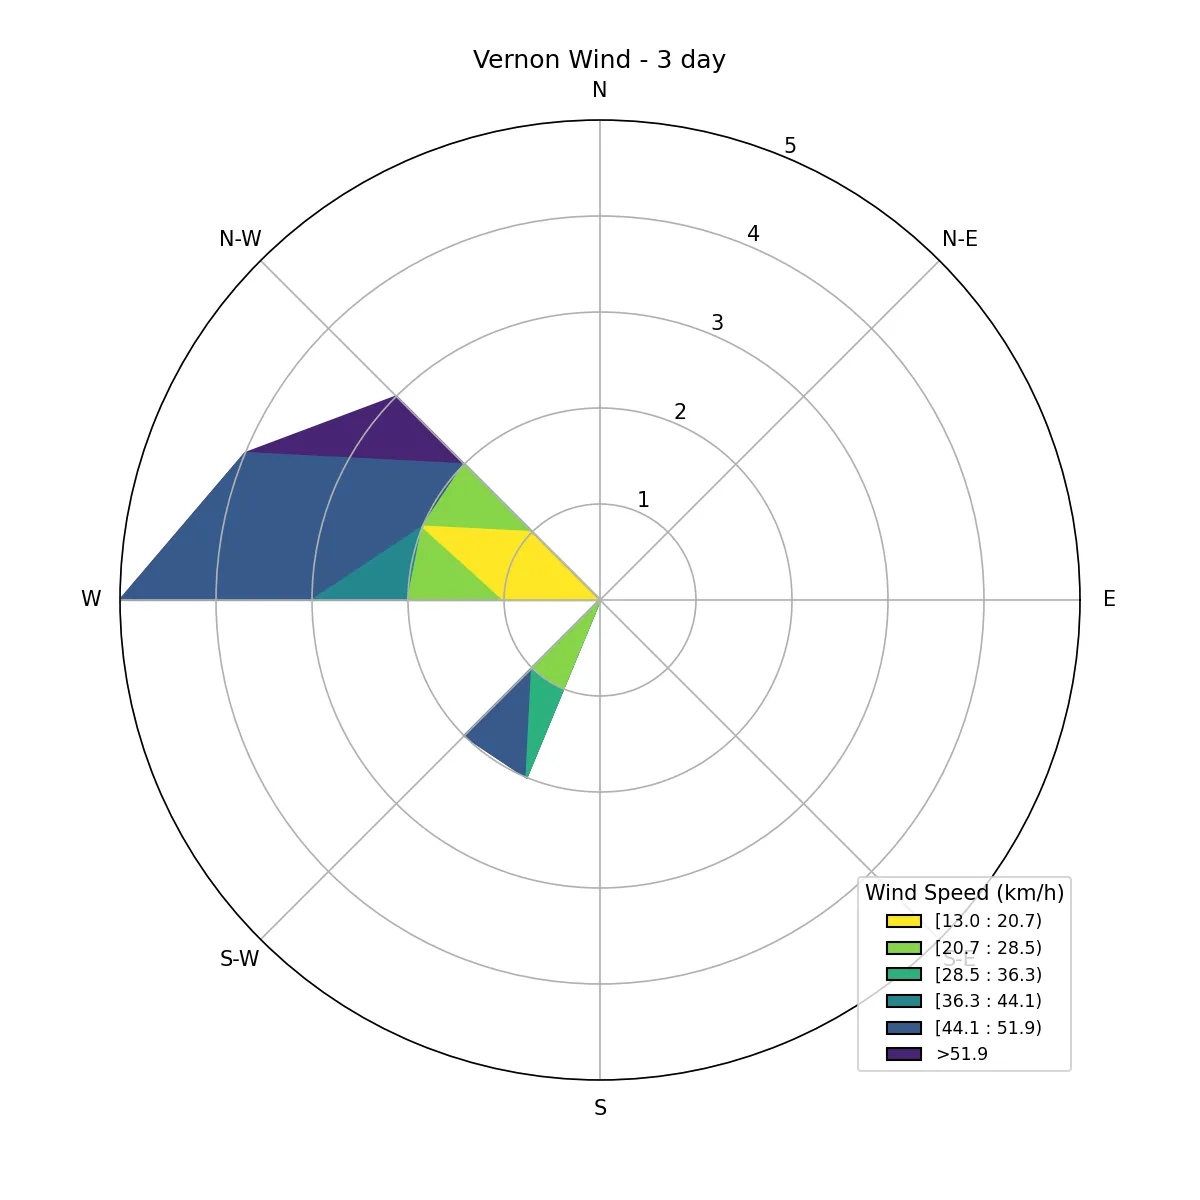 Vernon Wind - 3 day
N
5
N-W
4
N-E
3
2
1
W
E
Wind Speed (km/h)
[13.0 : 20.7)
[20.7 : 28.5)
S-W
S-E
[28.5 : 36.3)
[36.3 : 44.1)
[44.1 : 51.9)
>51.9
S